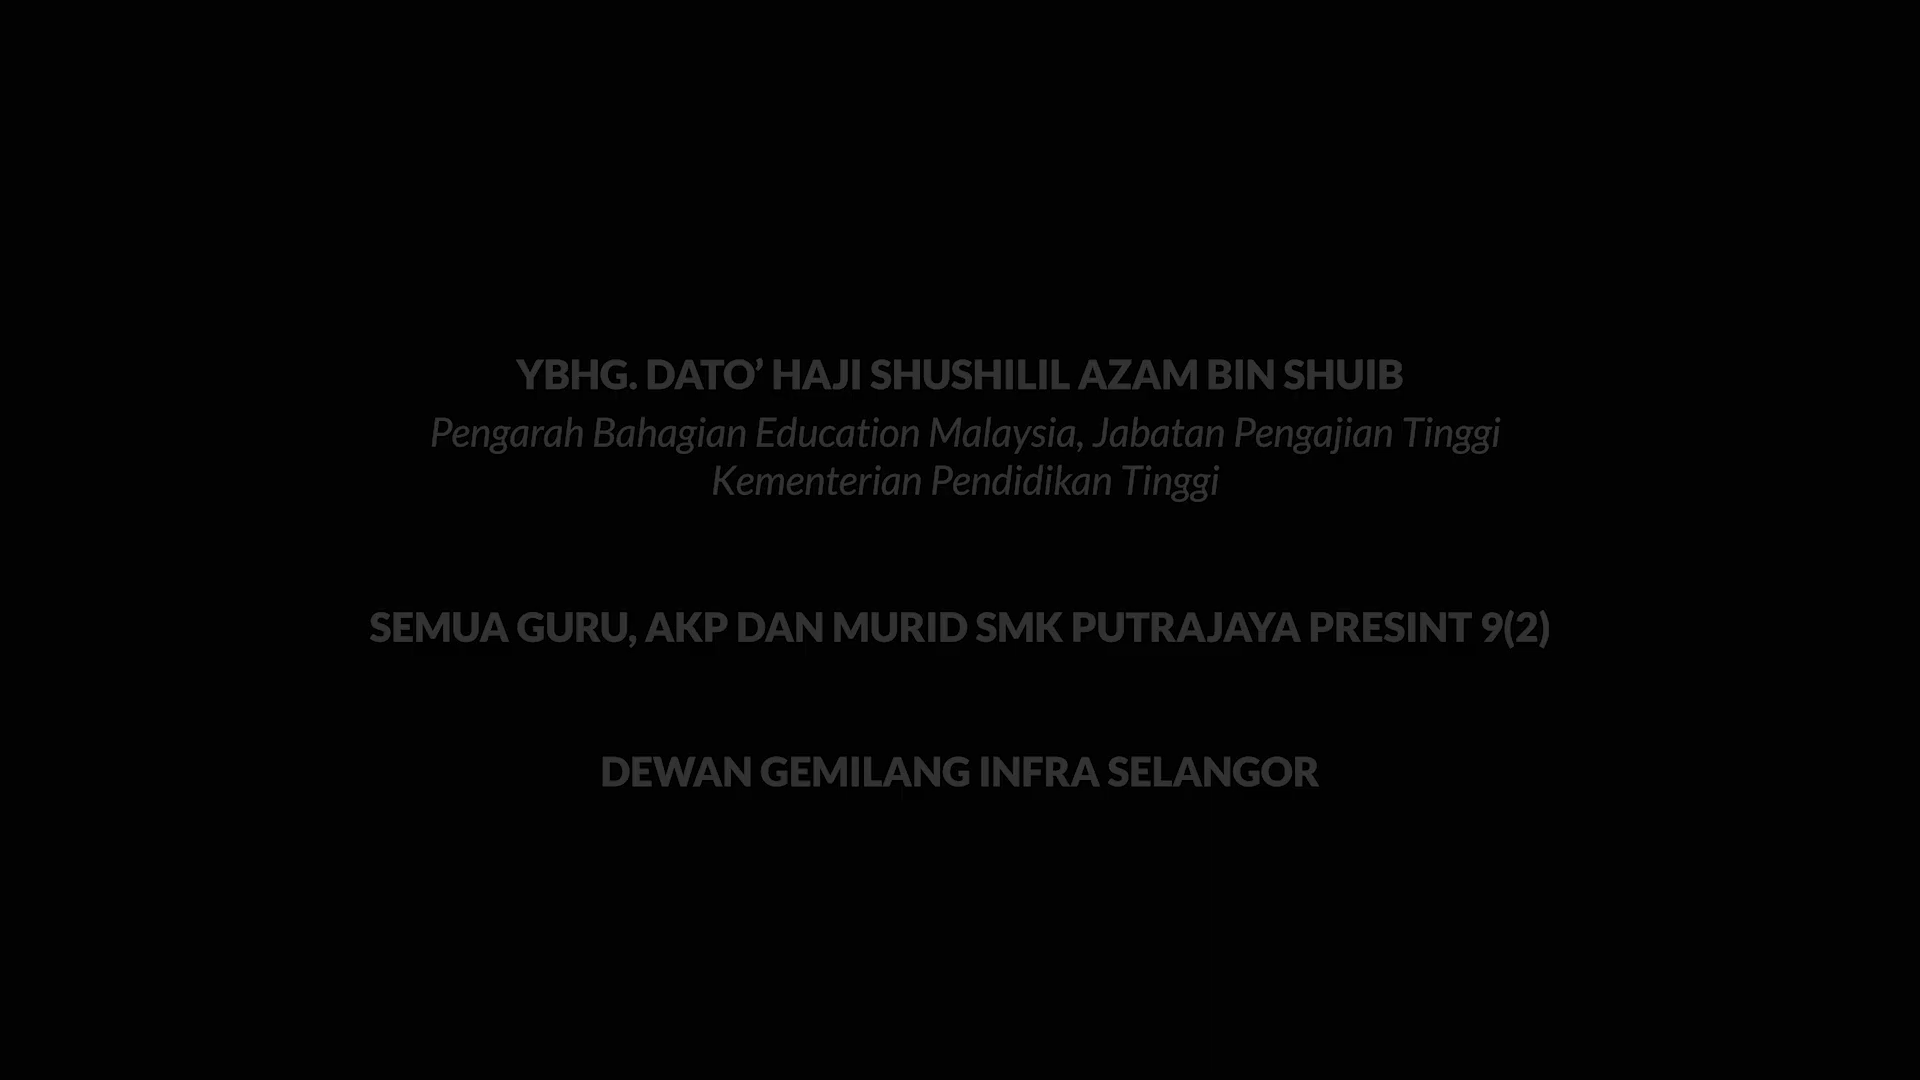 YBHG. DATO’ HAJI SHUSHILIL AZAM BIN SHUIB
Pengarah Bahagian Education Malaysia, Jabatan Pengajian Tinggi
Kementerian Pendidikan Tinggi
SEMUA GURU, AKP DAN MURID SMK PUTRAJAYA PRESINT 9(2)
DEWAN GEMILANG INFRA SELANGOR